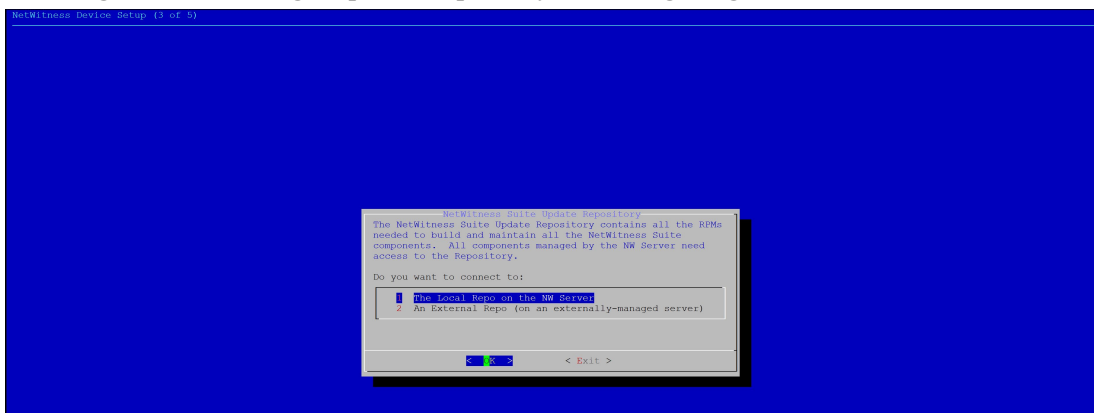 NetWitness Device Setup (3 of 5)
NetWitness Suite Update Repository
The NetWitness Suite Update Repository contains all the RPMs
needed to build and maintain all the NetWitness Suite
components.  All components managed by the NW Server need
access to the Repository.
Do you want to connect to:
1 The Local Repo on the NW Server
2 An External Repo (on an externally-managed server)
< OK > < Exit >